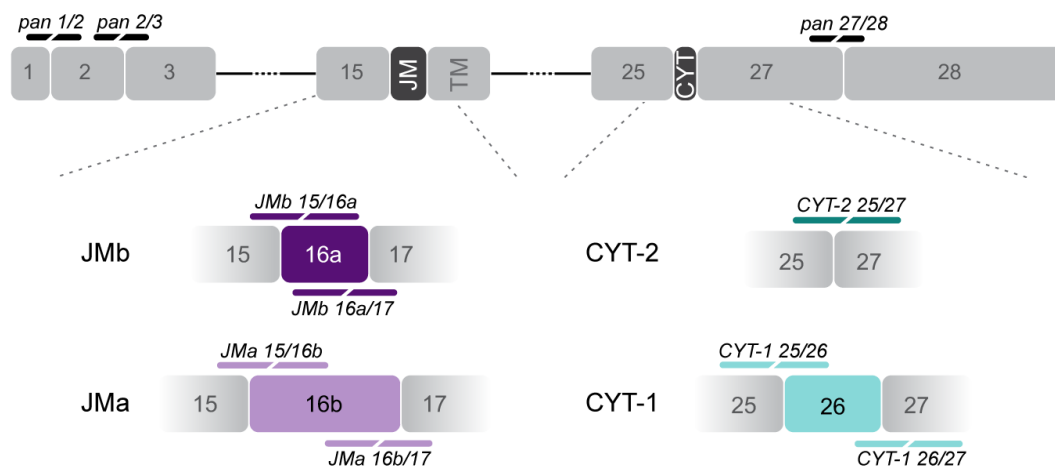 pan 1/2 pan 2/3 pan 27/28
1 2 3 15 JM TM 25 CYT 27 28
JMb 15/16a
JMb 15 16a 17
JMb 16a/17
CYT-2 25/27
CYT-2 25 27
JMa 15/16b
JMa 15 16b 17
JMa 16b/17
CYT-1 25/26
CYT-1 25 26 27
CYT-1 26/27